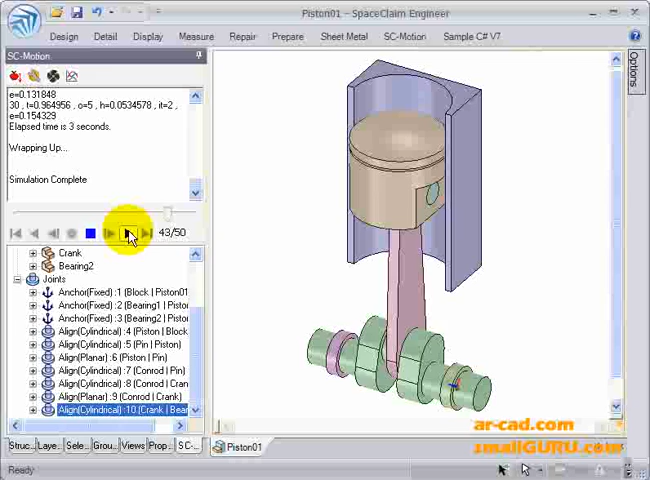 Piston01 - SpaceClaim Engineer
Design Detail Display Measure Repair Prepare Sheet Metal SC-Motion Sample C# V7
SC-Motion
e=0.131848
30 , t=0.964956 , o=5 , h=0.0534578 , it=2 ,
e=0.154329
Elapsed time is 3 seconds.
Wrapping Up...
Simulation Complete
43/50
Crank
Bearing2
Joints
Anchor(Fixed) :1 (Block | Piston01
Anchor(Fixed) :2 (Bearing1 | Piston
Anchor(Fixed) :3 (Bearing2 | Piston
Align(Cylindrical) :4 (Piston | Block
Align(Cylindrical) :5 (Pin | Piston)
Align(Planar) :6 (Piston | Pin)
Align(Cylindrical) :7 (Conrod | Pin)
Align(Cylindrical) :8 (Conrod | Cran
Align(Planar) :9 (Conrod | Crank)
Align(Cylindrical) :10 (Crank | Bear
Struc... Laye... Sele... Grou... Views Prop... SC-...
Piston01
Options
ar-cad.com
smallGURU.com
Ready